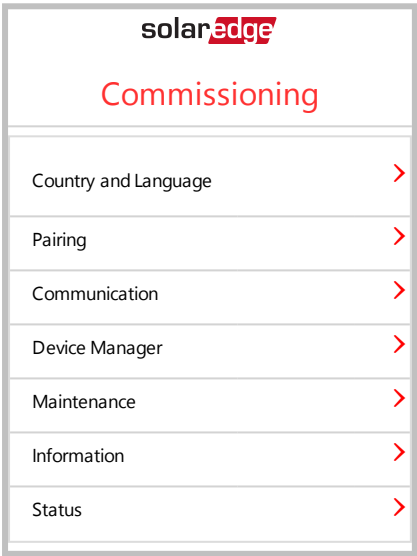 solaredge
Commissioning
Country and Language
Pairing
Communication
Device Manager
Maintenance
Information
Status